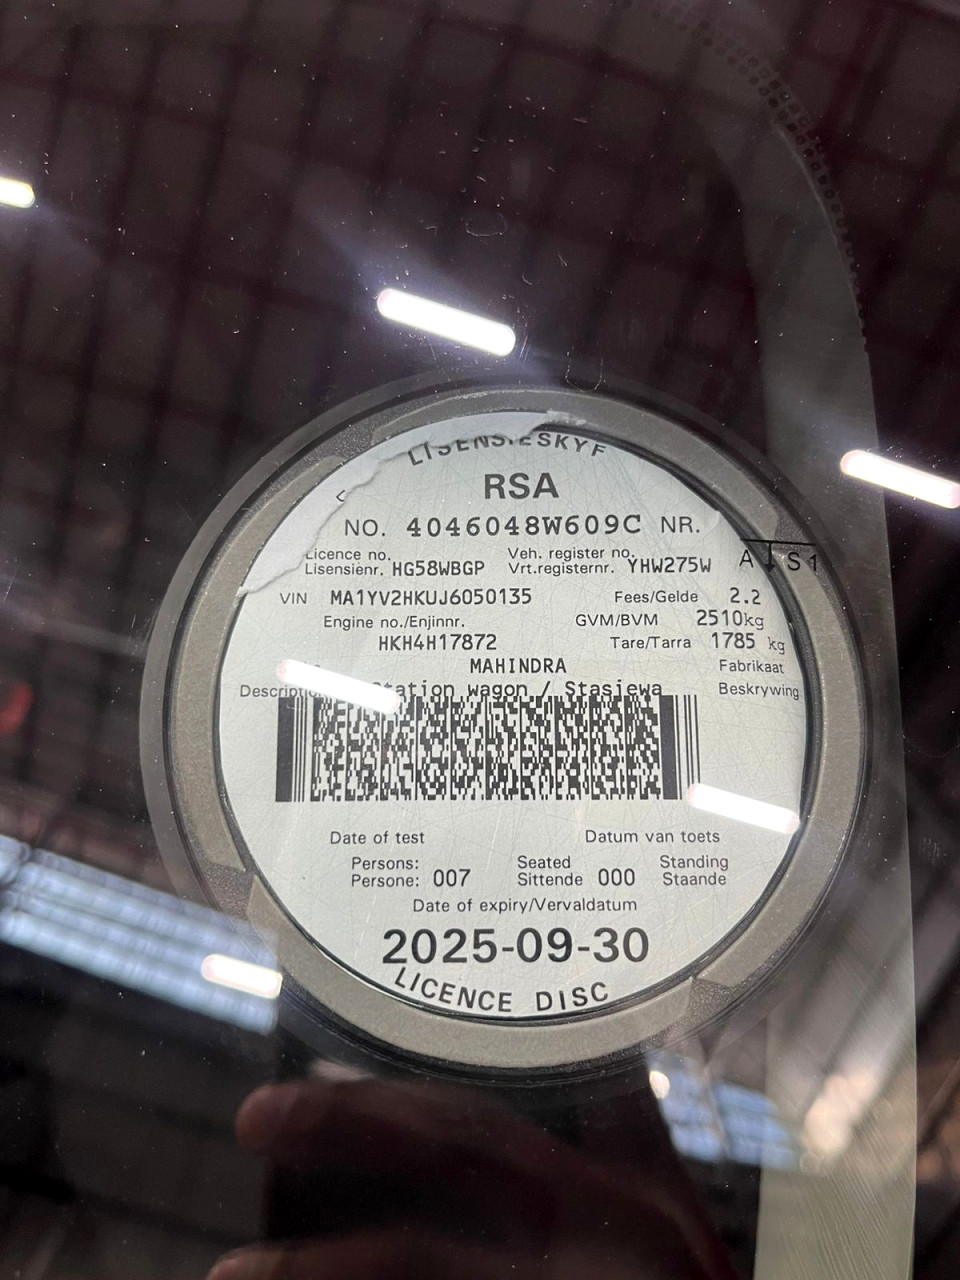 LISENSIESKYF
RSA
NO. 4046048W609C NR.
Licence no. Veh. register no.
Lisensienr. HG58WBGP Vrt.registernr. YHW275W
A S1
VIN MA1YV2HKUJ6050135 Fees/Gelde 2.2
Engine no./Enjinnr. GVM/BVM 2510kg
HKH4H17872 Tare/Tarra 1785 kg
MAHINDRA Fabrikaat
wagon / Stasiewa Beskrywing
Date of test Datum van toets
Persons: Seated Standing
Persone: 007 Sittende 000 Staande
Date of expiry/Vervaldatum
2025-09-30
LICENCE DISC